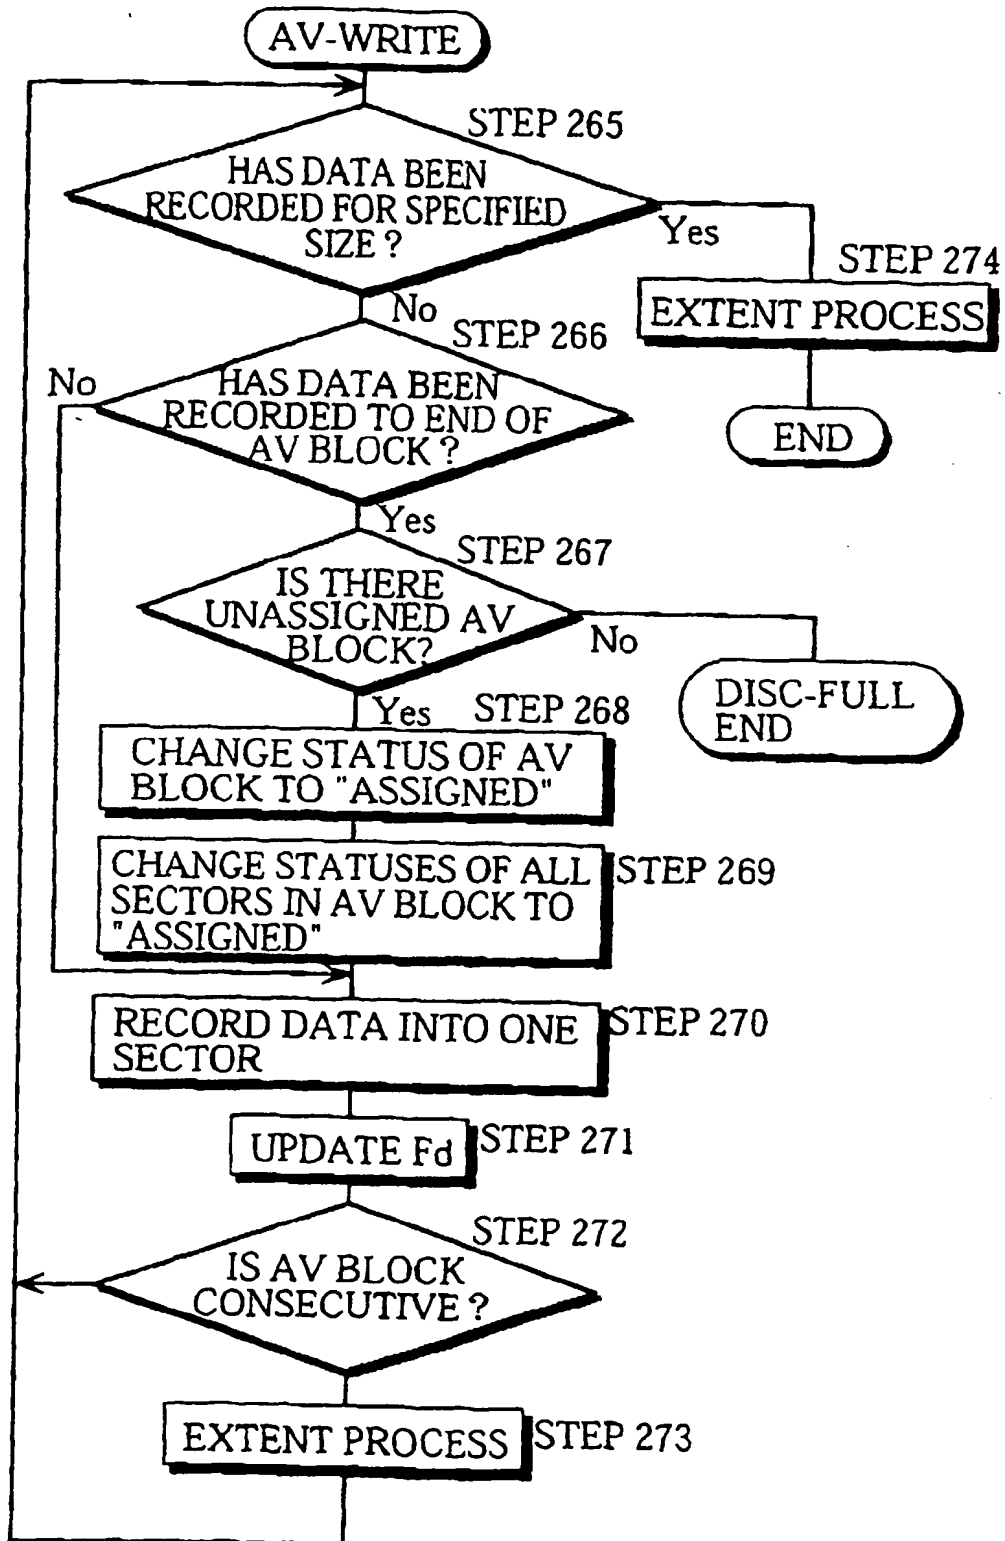 AV-WRITE
STEP 265
HAS DATA BEEN
RECORDED FOR SPECIFIED
SIZE ?
Yes
No
STEP 274
EXTENT PROCESS
END
STEP 266
No
HAS DATA BEEN
RECORDED TO END OF
AV BLOCK ?
Yes
STEP 267
IS THERE
UNASSIGNED AV
BLOCK?
No
DISC-FULL
END
Yes
STEP 268
CHANGE STATUS OF AV
BLOCK TO "ASSIGNED"
CHANGE STATUSES OF ALL
SECTORS IN AV BLOCK TO
"ASSIGNED"
STEP 269
RECORD DATA INTO ONE
SECTOR
STEP 270
UPDATE Fd
STEP 271
STEP 272
IS AV BLOCK
CONSECUTIVE ?
EXTENT PROCESS
STEP 273